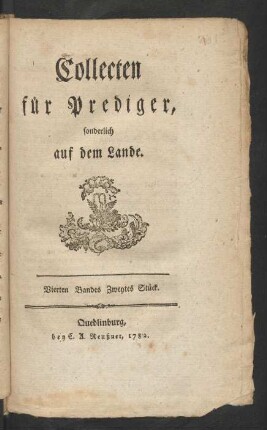 Collecten
für Prediger,
sonderlich
auf dem Lande.
Vierten Bandes Zweytes Stück.
Quedlinburg,
bey C. A. Reußner, 1782.